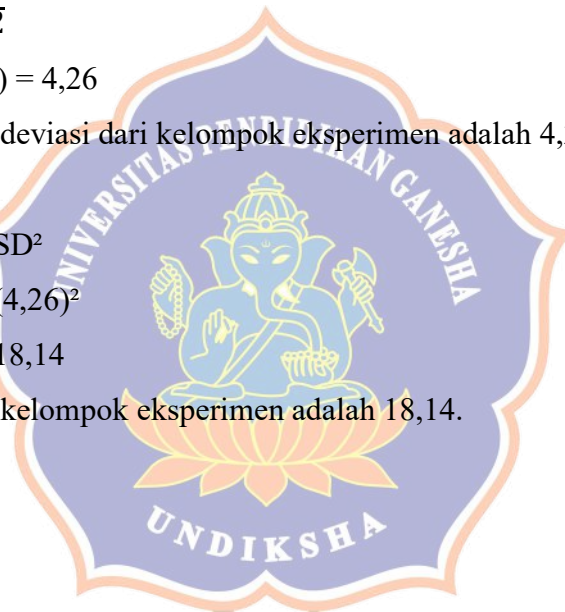 ) = 4,26
deviasi dari kelompok eksperimen adalah 4,
SD²
(4,26)²
18,14
kelompok eksperimen adalah 18,14.
UNIVERSITAS PENDIDIKAN GANESHA
UNDIKSHA